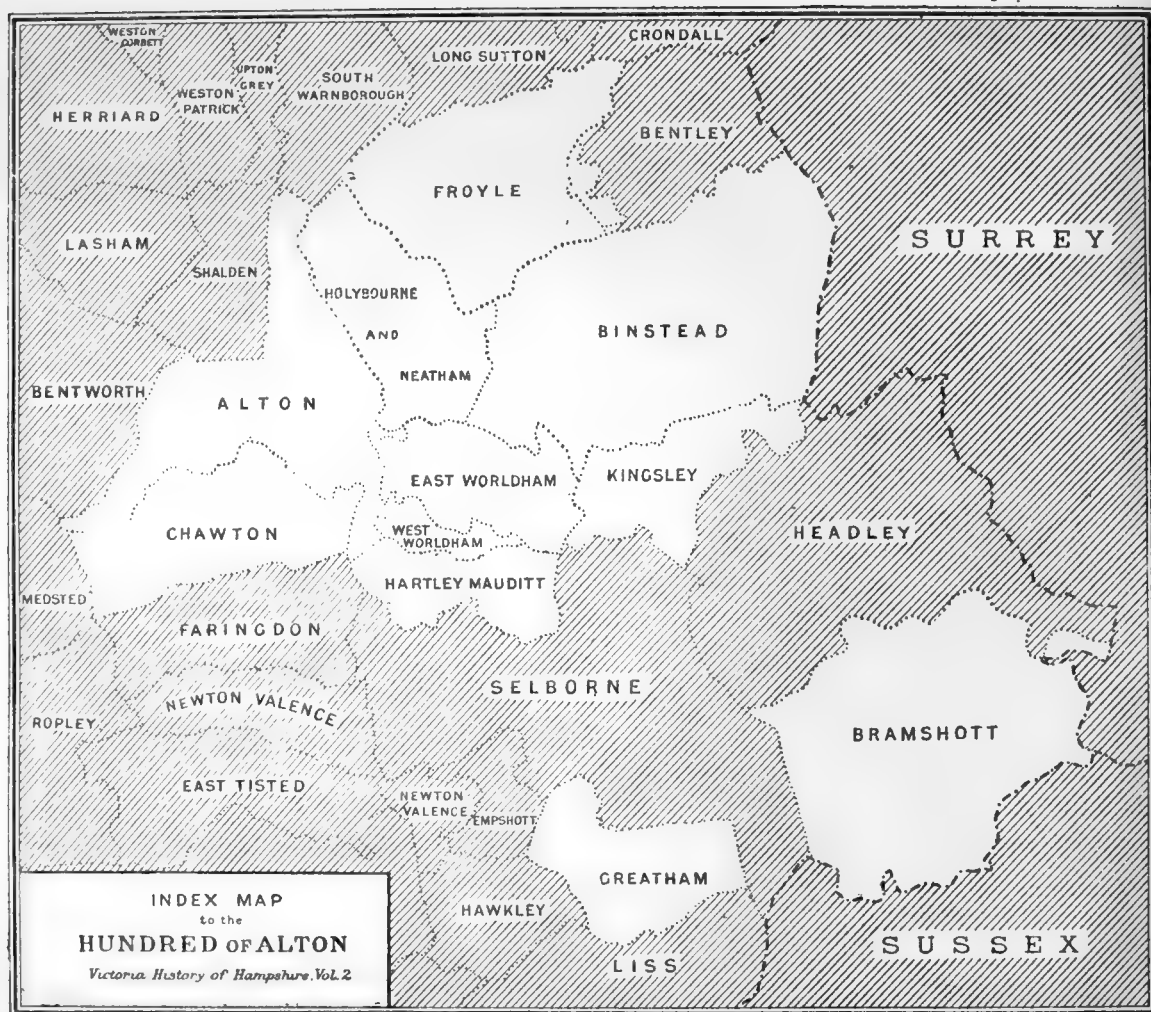 WESTON
CORBETT
UPTON
GREY
WESTON
PATRICK
HERRIARD
SOUTH
WARNBOROUGH
LONG SUTTON
CRONDALL
BENTLEY
FROYLE
SURREY
LASHAM
SHALDEN
HOLYBOURNE
AND
NEATHAM
BINSTEAD
BENTWORTH
ALTON
EAST WORLDHAM
KINGSLEY
CHAWTON
WEST
WORLDHAM
HEADLEY
HARTLEY MAUDITT
MEDSTED
FARINGDON
SELBORNE
NEWTON VALENCE
ROPLEY
BRAMSHOTT
EAST TISTED
NEWTON
VALENCE
EMPSHOTT
GREATHAM
HAWKLEY
LISS
SUSSEX
INDEX MAP
to the
HUNDRED OF ALTON
Victoria History of Hampshire, Vol. 2